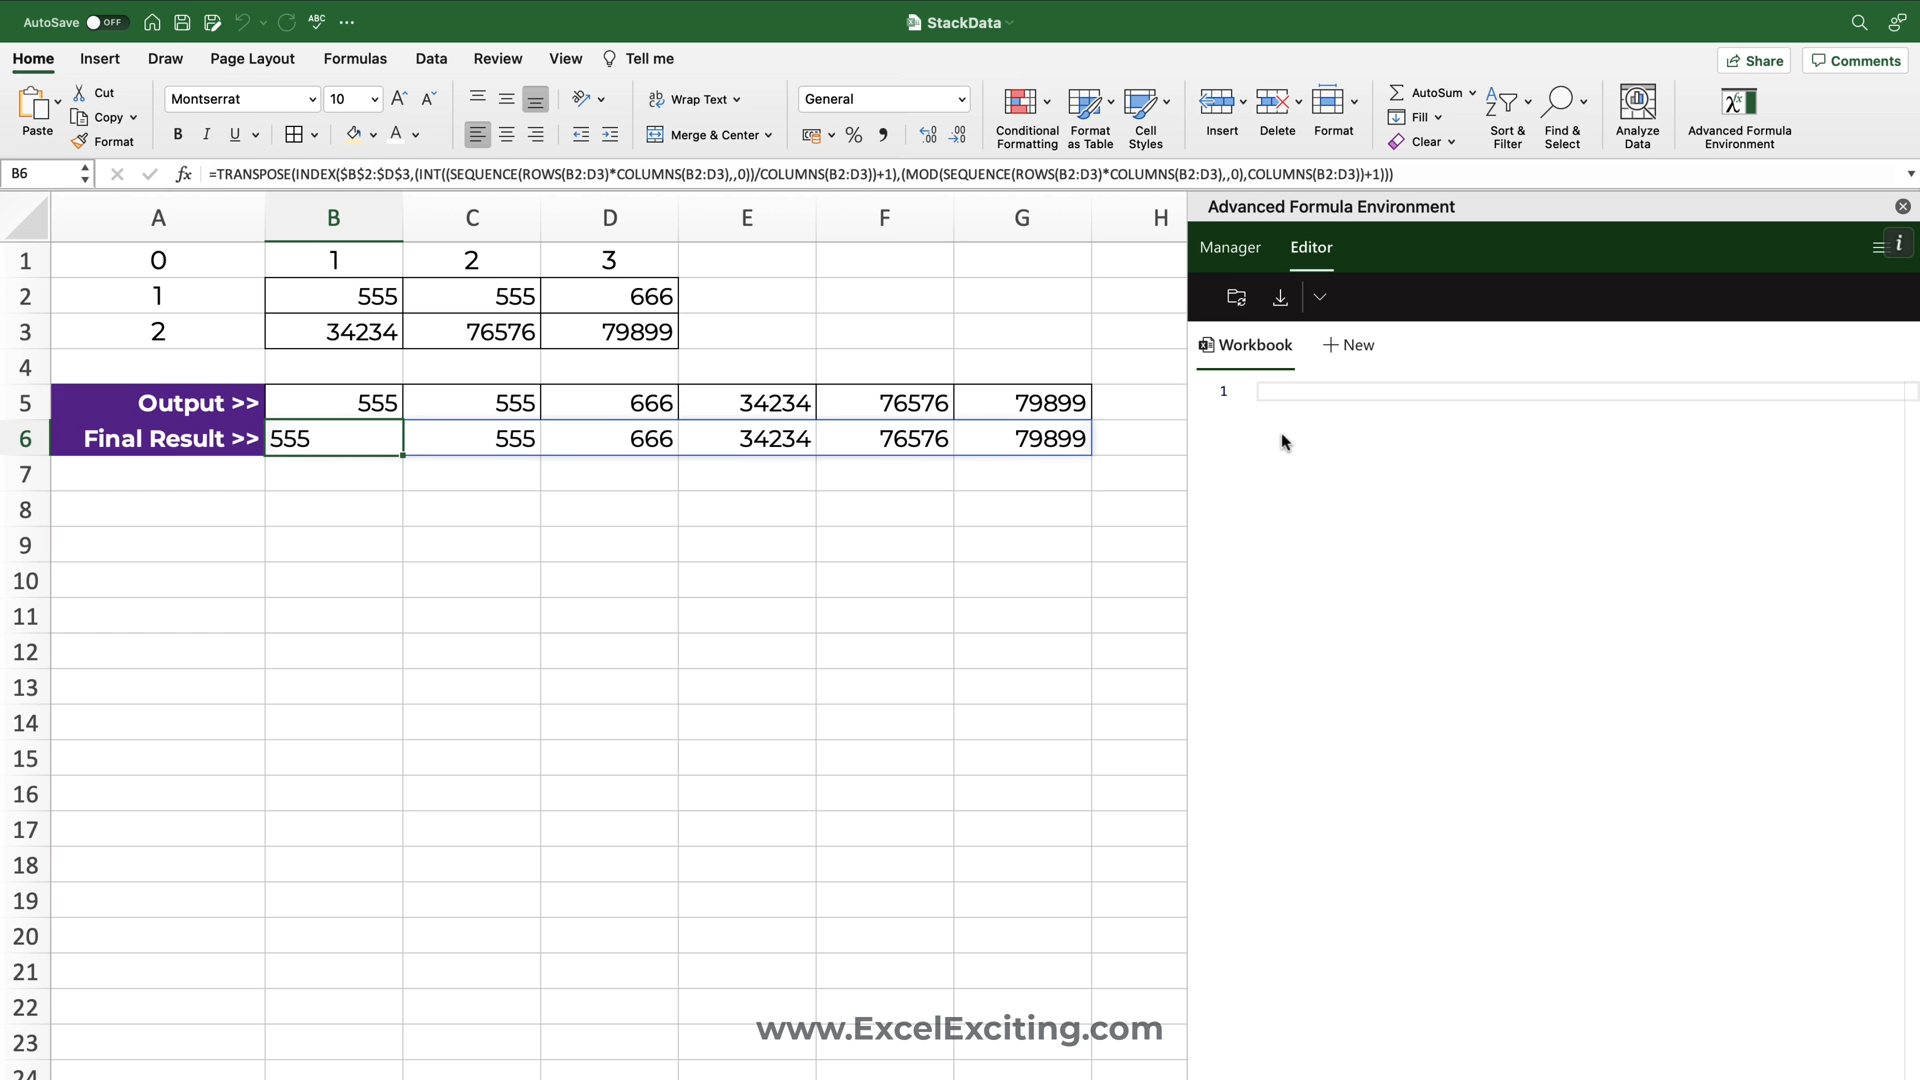 AutoSave OFF ABC ··· StackData
Home Insert Draw Page Layout Formulas Data Review View Tell me Share Comments
Paste Cut Copy Format
Montserrat 10 A A
B I U A
ab Wrap Text
Merge & Center
General
% 9 .00
Conditional Formatting
Format as Table
Cell Styles
Insert Delete Format
AutoSum
Fill
Clear
Sort & Filter
Find & Select
Analyze Data
Advanced Formula Environment
B6 fx =TRANSPOSE(INDEX($B$2:$D$3,(INT((SEQUENCE(ROWS(B2:D3)*COLUMNS(B2:D3),,0))/COLUMNS(B2:D3))+1),(MOD(SEQUENCE(ROWS(B2:D3)*COLUMNS(B2:D3),,0),COLUMNS(B2:D3))+1)))
A B C D E F G H
1 0 1 2 3
2 1 555 555 666
3 2 34234 76576 79899
4
5 Output >> 555 555 666 34234 76576 79899
6 Final Result >> 555 555 666 34234 76576 79899
7
8
9
10
11
12
13
14
15
16
17
18
19
20
21
22
23
24
Advanced Formula Environment
Manager Editor i
Workbook + New
1
www.ExcelExciting.com